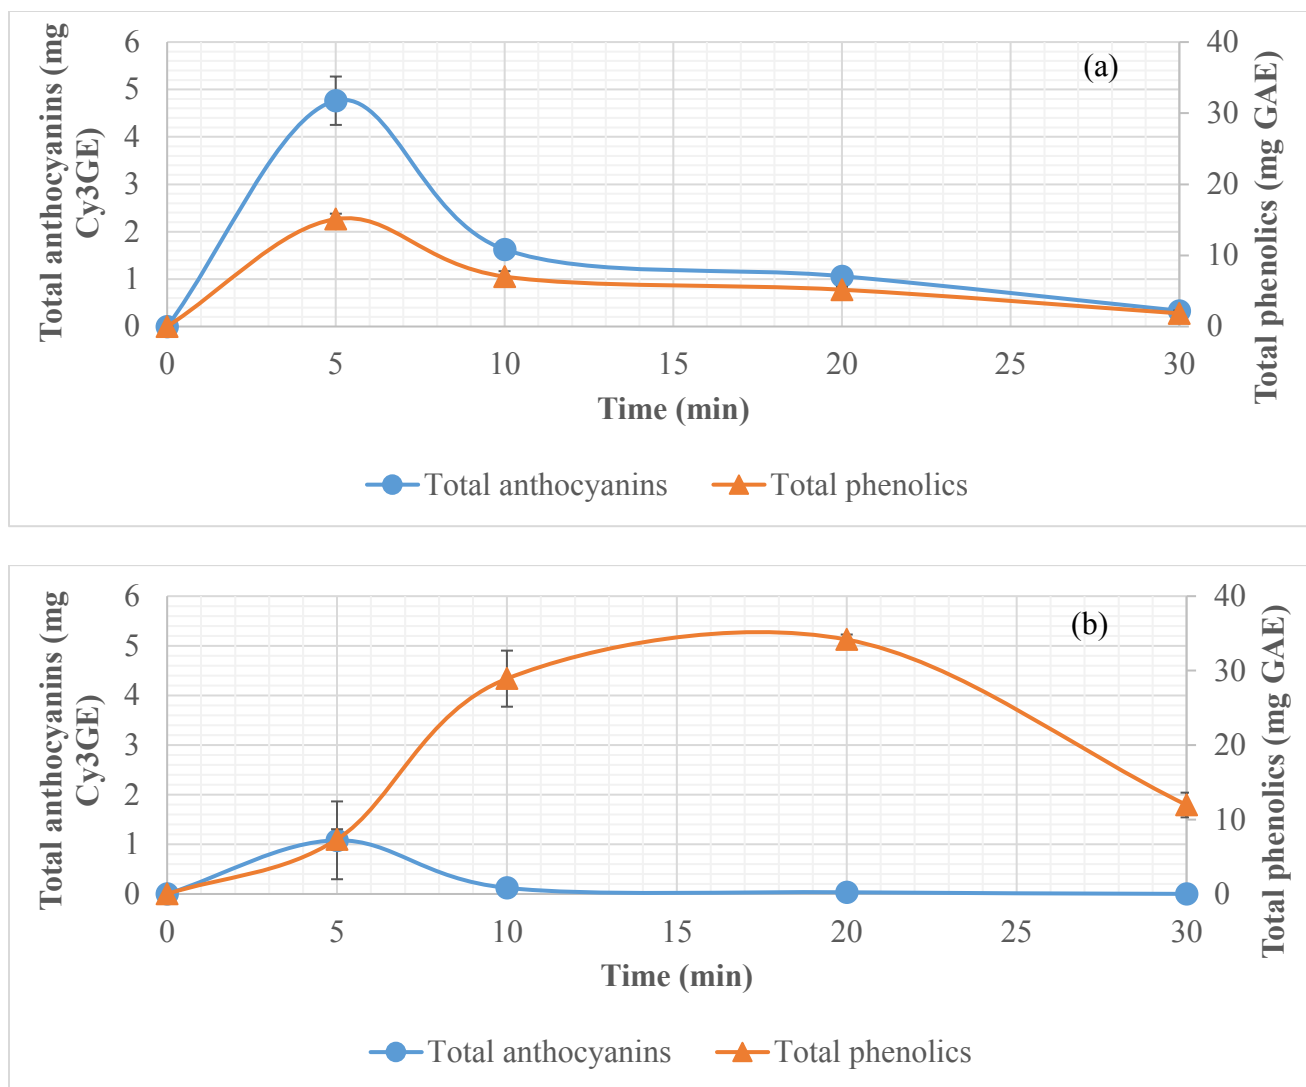 (a)
Total anthocyanins (mg
Cy3GE)
6
5
4
3
2
1
0
40
30
20
10
0
Total phenolics (mg GAE)
0 5 10 15 20 25 30
Time (min)
Total anthocyanins Total phenolics
(b)
Total anthocyanins (mg
Cy3GE)
6
5
4
3
2
1
0
40
30
20
10
0
Total phenolics (mg GAE)
0 5 10 15 20 25 30
Time (min)
Total anthocyanins Total phenolics